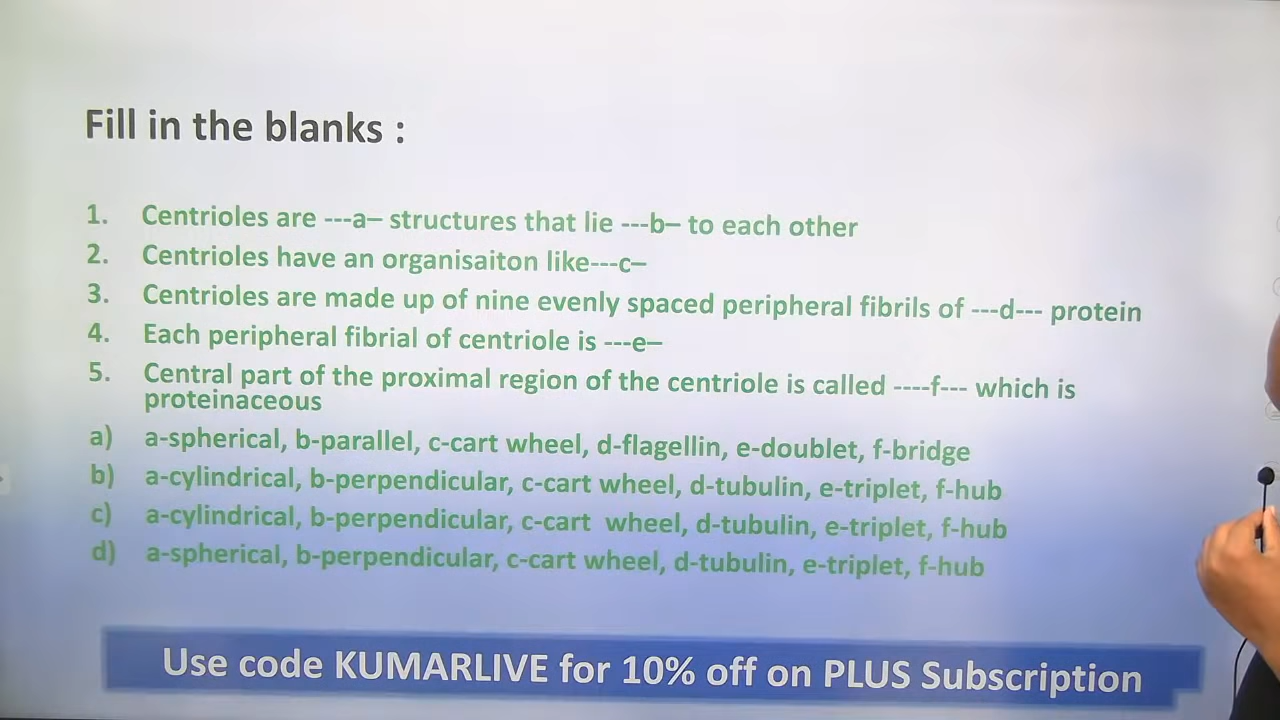 Fill in the blanks :
1. Centrioles are ---a– structures that lie ---b– to each other
2. Centrioles have an organisaiton like---c–
3. Centrioles are made up of nine evenly spaced peripheral fibrils of ---d--- protein
4. Each peripheral fibrial of centriole is ---e–
5. Central part of the proximal region of the centriole is called ----f--- which is
proteinaceous
a) a-spherical, b-parallel, c-cart wheel, d-flagellin, e-doublet, f-bridge
b) a-cylindrical, b-perpendicular, c-cart wheel, d-tubulin, e-triplet, f-hub
c) a-cylindrical, b-perpendicular, c-cart wheel, d-tubulin, e-triplet, f-hub
d) a-spherical, b-perpendicular, c-cart wheel, d-tubulin, e-triplet, f-hub
Use code KUMARLIVE for 10% off on PLUS Subscription